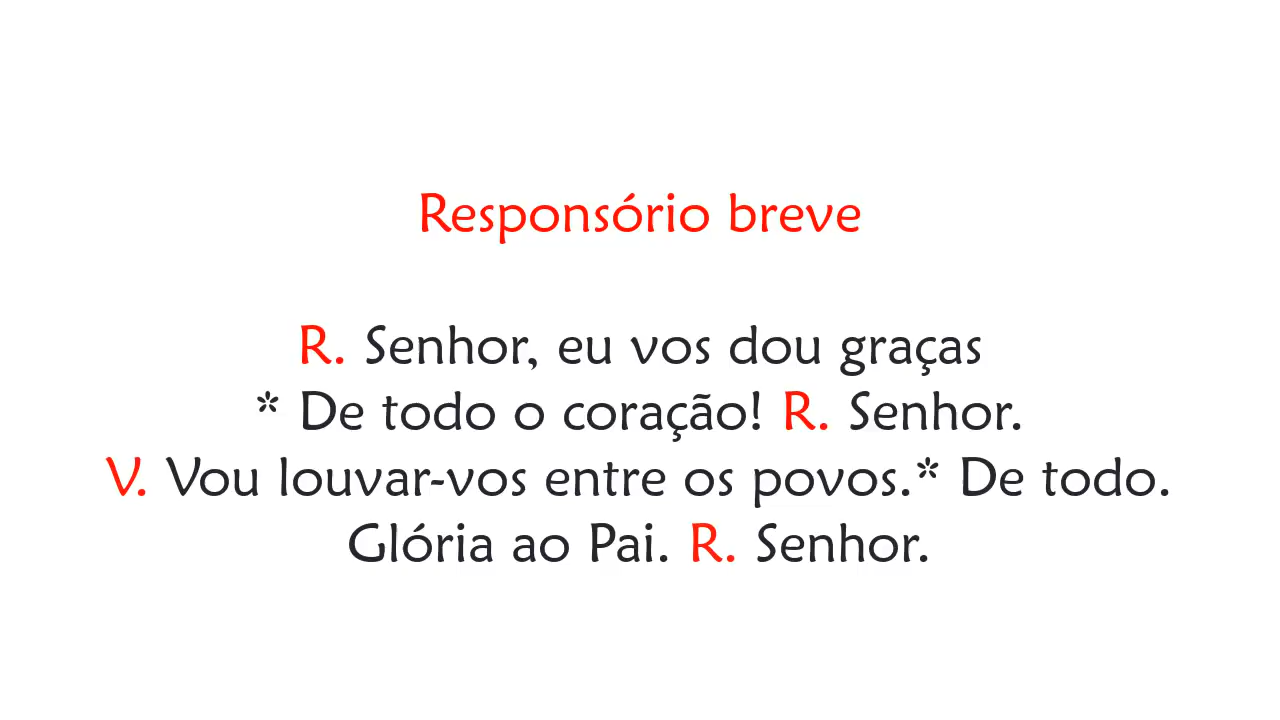 Responsório breve
R. Senhor, eu vos dou graças
* De todo o coração! R. Senhor.
V. Vou louvar-vos entre os povos.* De todo.
Glória ao Pai. R. Senhor.